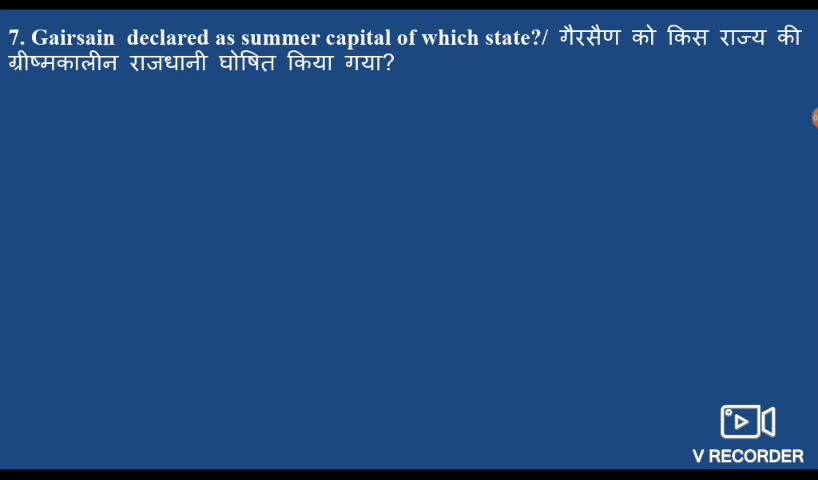 7. Gairsain declared as summer capital of which state?/ गैरसैण को किस राज्य की
ग्रीष्मकालीन राजधानी घोषित किया गया?
V RECORDER